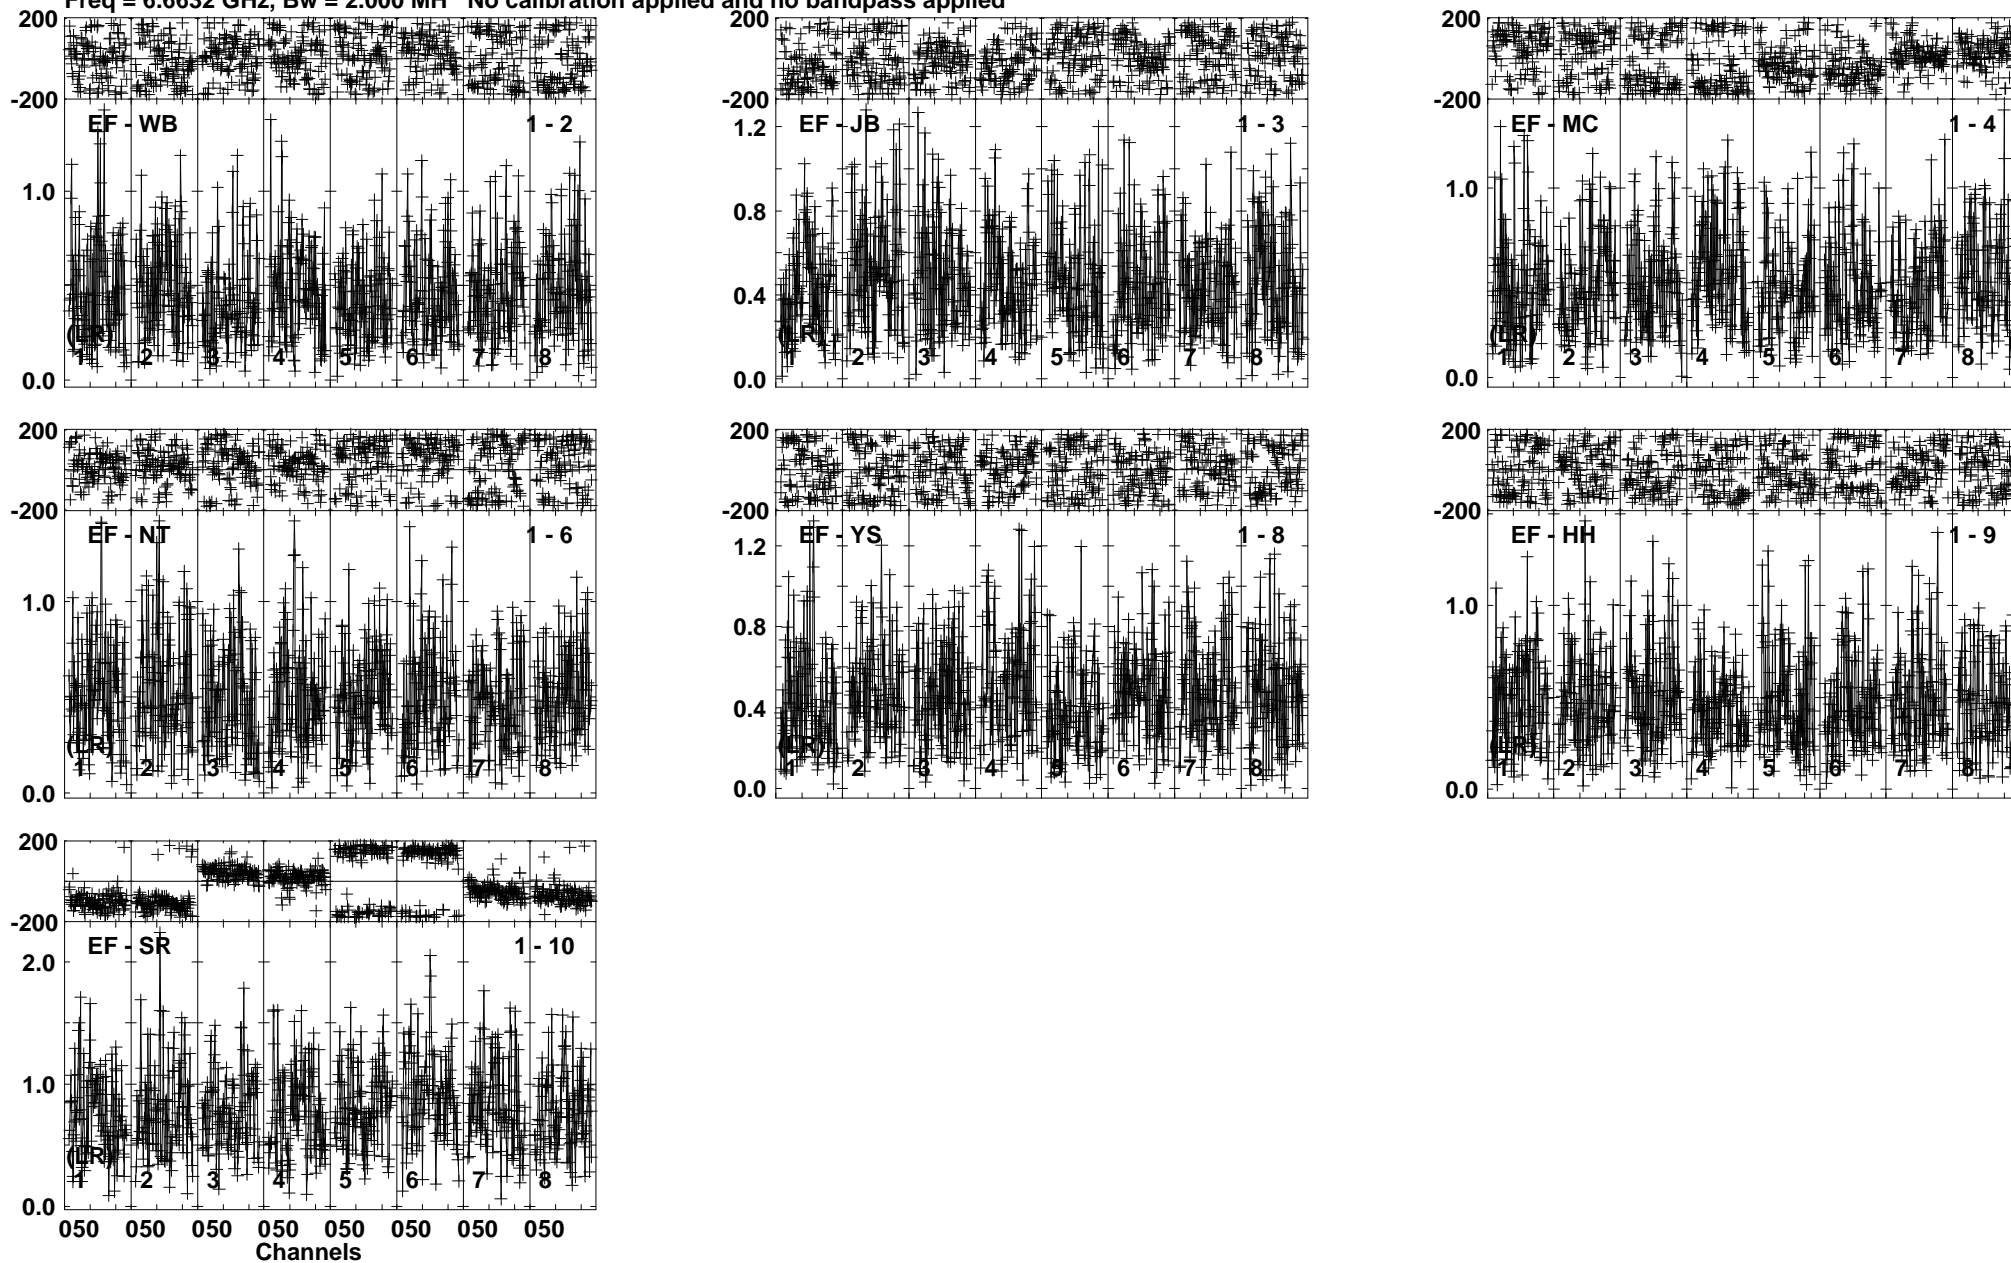 Freq = 6.6632 GHz, Bw = 2.000 MH No calibration applied and no bandpass applied
200
-200
EF - WB 1 - 2
1.0
(LR)
1 2 3 4 5 6 7 8
0.0
200
-200
EF - JB 1 - 3
1.2
0.8
0.4
(LR)
1 2 3 4 5 6 7 8
0.0
200
-200
EF - MC 1 - 4
1.0
(LR)
1 2 3 4 5 6 7 8
0.0
200
-200
EF - NT 1 - 6
1.0
(LR)
1 2 3 4 5 6 7 8
0.0
200
-200
EF - YS 1 - 8
1.2
0.8
0.4
(LR)
1 2 3 4 5 6 7 8
0.0
200
-200
EF - HH 1 - 9
1.0
(LR)
1 2 3 4 5 6 7 8
0.0
200
-200
EF - SR 1 - 10
2.0
1.0
(LR)
1 2 3 4 5 6 7 8
0.0
050 050 050 050 050 050 050 050
Channels